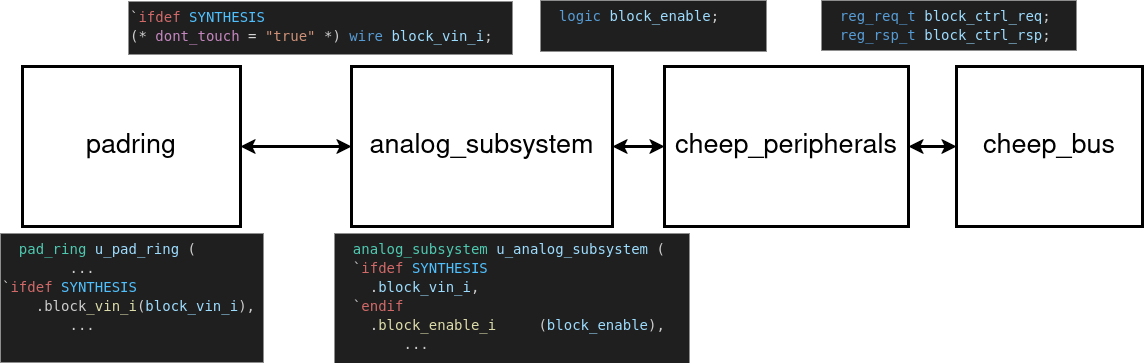 `ifdef SYNTHESIS
(* dont_touch = "true" *) wire block_vin_i;
logic block_enable;
reg_req_t block_ctrl_req;
reg_rsp_t block_ctrl_rsp;
padring
analog_subsystem
cheep_peripherals
cheep_bus
pad_ring u_pad_ring (
...
`ifdef SYNTHESIS
.block_vin_i(block_vin_i),
...
analog_subsystem u_analog_subsystem (
`ifdef SYNTHESIS
.block_vin_i,
`endif
.block_enable_i     (block_enable),
...